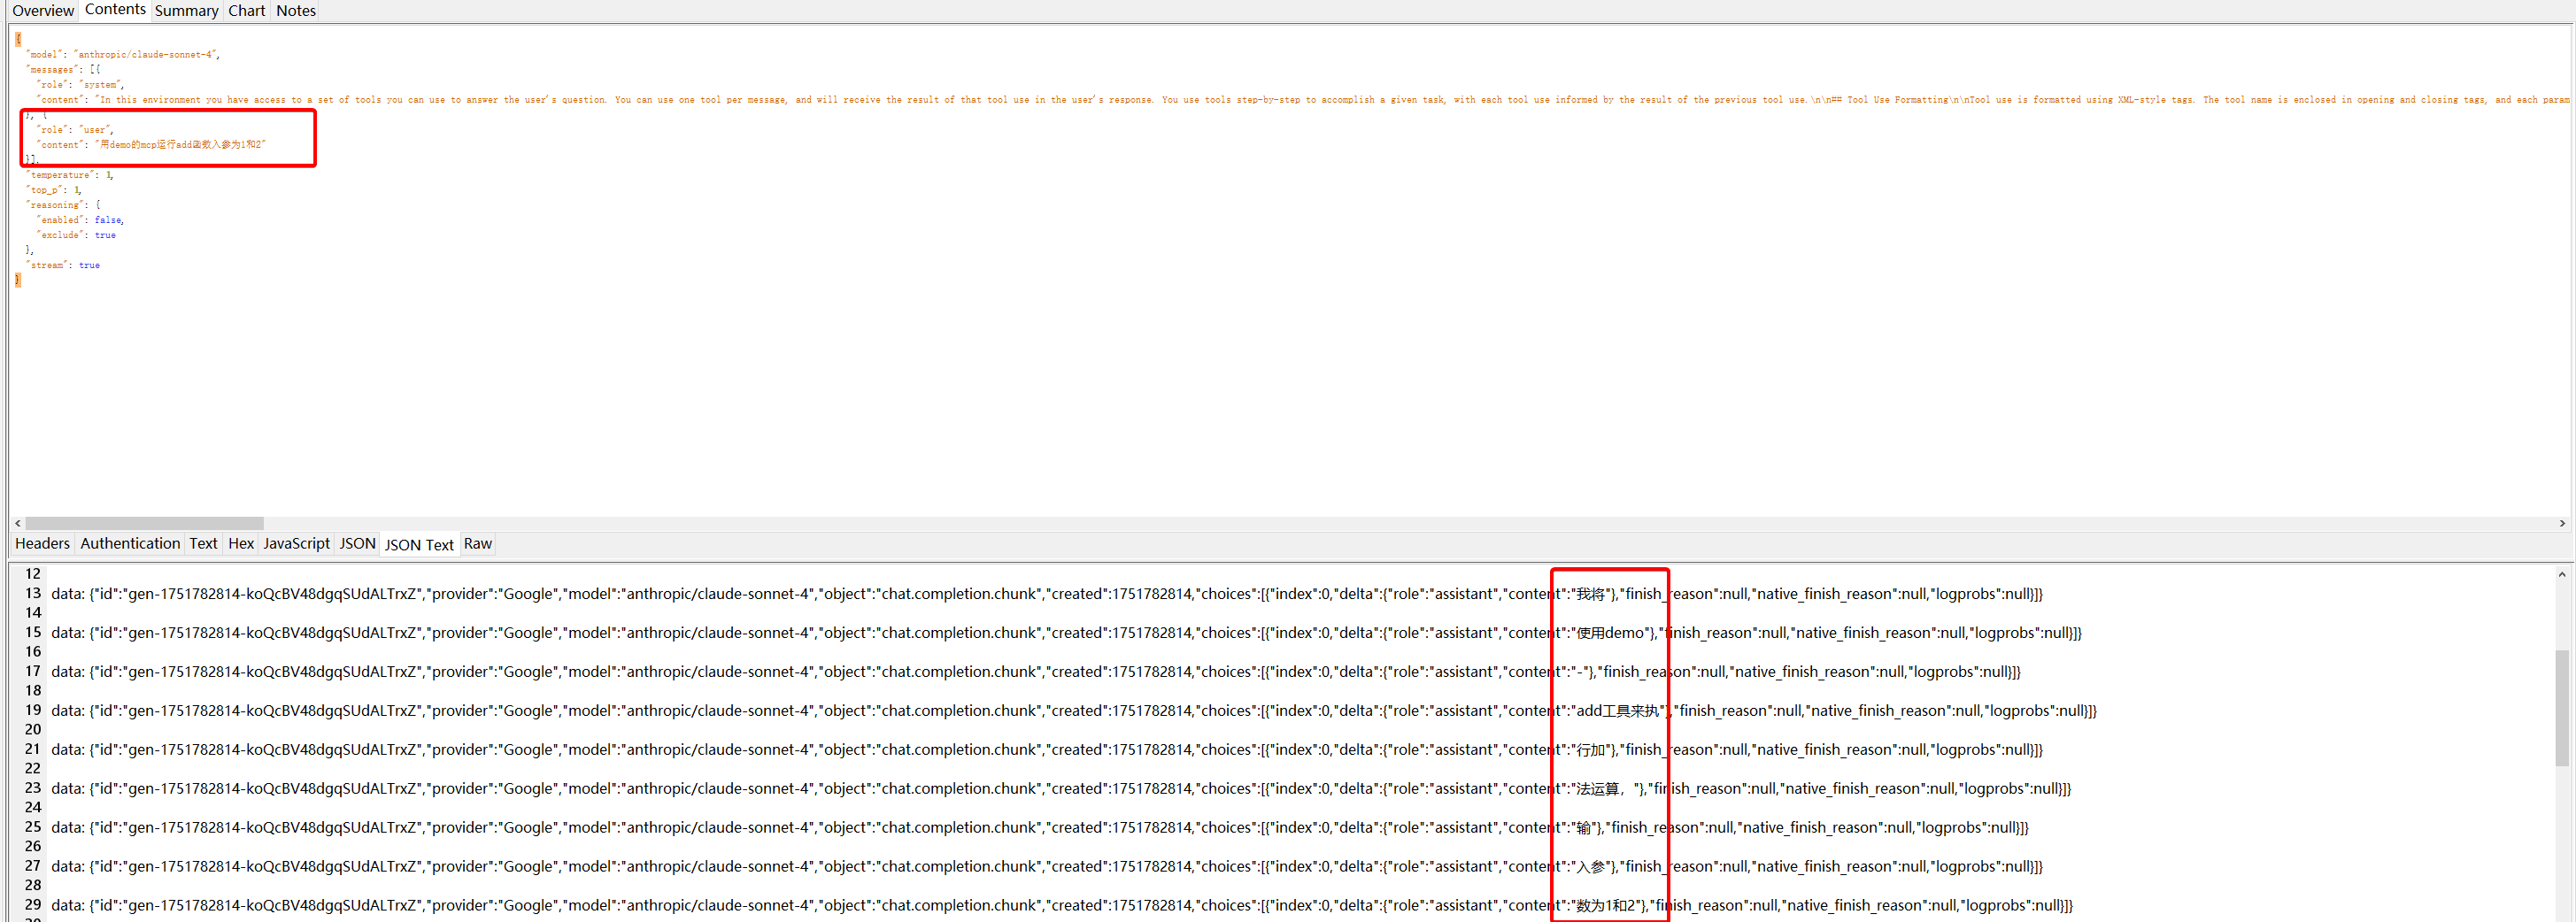 Overview Contents Summary Chart Notes
{
"model": "anthropic/claude-sonnet-4",
"messages": [{
"role": "system",
"content": "In this environment you have access to a set of tools you can use to answer the user's question. You can use one tool per message, and will receive the result of that tool use in the user's response. You use tools step-by-step to accomplish a given task, with each tool use informed by the result of the previous tool use.\n\n## Tool Use Formatting\n\nTool use is formatted using XML-style tags. The tool name is enclosed in opening and closing tags, and each param
}, {
"role": "user",
"content": "用demo的mcp运行add函数入参为1和2"
}],
"temperature": 1,
"top_p": 1,
"reasoning": {
"enabled": false,
"exclude": true
},
"stream": true
}
Headers Authentication Text Hex JavaScript JSON JSON Text Raw
12
13 data: {"id":"gen-1751782814-koQcBV48dgqSUdALTrxZ","provider":"Google","model":"anthropic/claude-sonnet-4","object":"chat.completion.chunk","created":1751782814,"choices":[{"index":0,"delta":{"role":"assistant","content":"我将"},"finish_reason":null,"native_finish_reason":null,"logprobs":null}]}
14
15 data: {"id":"gen-1751782814-koQcBV48dgqSUdALTrxZ","provider":"Google","model":"anthropic/claude-sonnet-4","object":"chat.completion.chunk","created":1751782814,"choices":[{"index":0,"delta":{"role":"assistant","content":"使用demo"},"finish_reason":null,"native_finish_reason":null,"logprobs":null}]}
16
17 data: {"id":"gen-1751782814-koQcBV48dgqSUdALTrxZ","provider":"Google","model":"anthropic/claude-sonnet-4","object":"chat.completion.chunk","created":1751782814,"choices":[{"index":0,"delta":{"role":"assistant","content":"-"},"finish_reason":null,"native_finish_reason":null,"logprobs":null}]}
18
19 data: {"id":"gen-1751782814-koQcBV48dgqSUdALTrxZ","provider":"Google","model":"anthropic/claude-sonnet-4","object":"chat.completion.chunk","created":1751782814,"choices":[{"index":0,"delta":{"role":"assistant","content":"add工具来执"},"finish_reason":null,"native_finish_reason":null,"logprobs":null}]}
20
21 data: {"id":"gen-1751782814-koQcBV48dgqSUdALTrxZ","provider":"Google","model":"anthropic/claude-sonnet-4","object":"chat.completion.chunk","created":1751782814,"choices":[{"index":0,"delta":{"role":"assistant","content":"行加"},"finish_reason":null,"native_finish_reason":null,"logprobs":null}]}
22
23 data: {"id":"gen-1751782814-koQcBV48dgqSUdALTrxZ","provider":"Google","model":"anthropic/claude-sonnet-4","object":"chat.completion.chunk","created":1751782814,"choices":[{"index":0,"delta":{"role":"assistant","content":"法运算，"},"finish_reason":null,"native_finish_reason":null,"logprobs":null}]}
24
25 data: {"id":"gen-1751782814-koQcBV48dgqSUdALTrxZ","provider":"Google","model":"anthropic/claude-sonnet-4","object":"chat.completion.chunk","created":1751782814,"choices":[{"index":0,"delta":{"role":"assistant","content":"输"},"finish_reason":null,"native_finish_reason":null,"logprobs":null}]}
26
27 data: {"id":"gen-1751782814-koQcBV48dgqSUdALTrxZ","provider":"Google","model":"anthropic/claude-sonnet-4","object":"chat.completion.chunk","created":1751782814,"choices":[{"index":0,"delta":{"role":"assistant","content":"入参"},"finish_reason":null,"native_finish_reason":null,"logprobs":null}]}
28
29 data: {"id":"gen-1751782814-koQcBV48dgqSUdALTrxZ","provider":"Google","model":"anthropic/claude-sonnet-4","object":"chat.completion.chunk","created":1751782814,"choices":[{"index":0,"delta":{"role":"assistant","content":"数为1和2"},"finish_reason":null,"native_finish_reason":null,"logprobs":null}]}